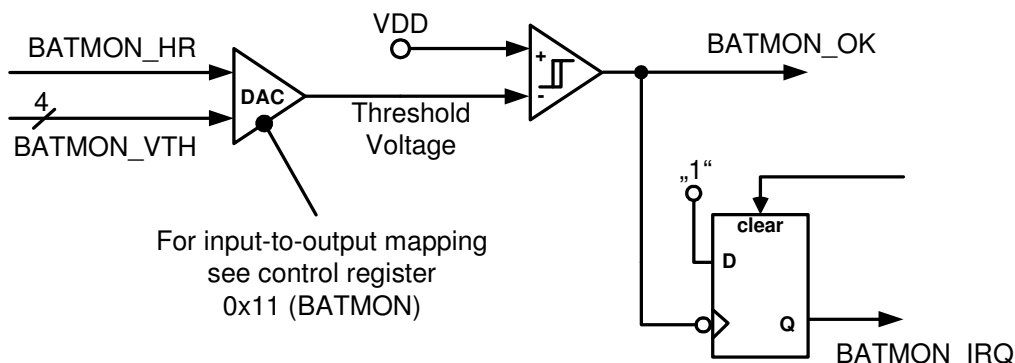 BATMON_HR
VDD
BATMON_OK
+
DAC
4
-
Threshold
Voltage
BATMON_VTH
„1“
clear
For input-to-output mapping
see control register
0x11 (BATMON)
D
Q
BATMON_IRQ